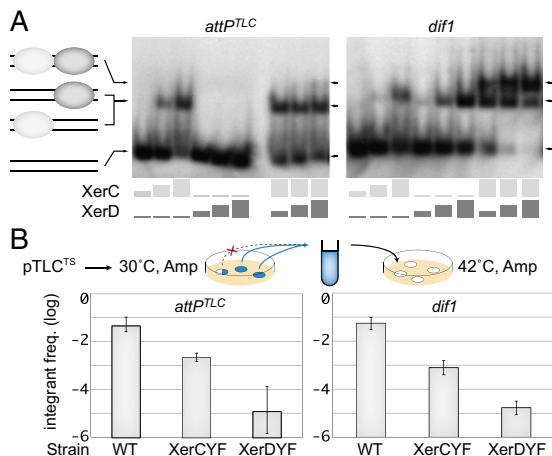 A
attP^TLC
dif1
XerC
XerD
B
pTLC^TS
30˚C, Amp
42˚C, Amp
attP^TLC
dif1
integrant freq. (log)
0
-2
-4
-6
0
-2
-4
-6
Strain
WT
XerCYF
XerDYF
WT
XerCYF
XerDYF